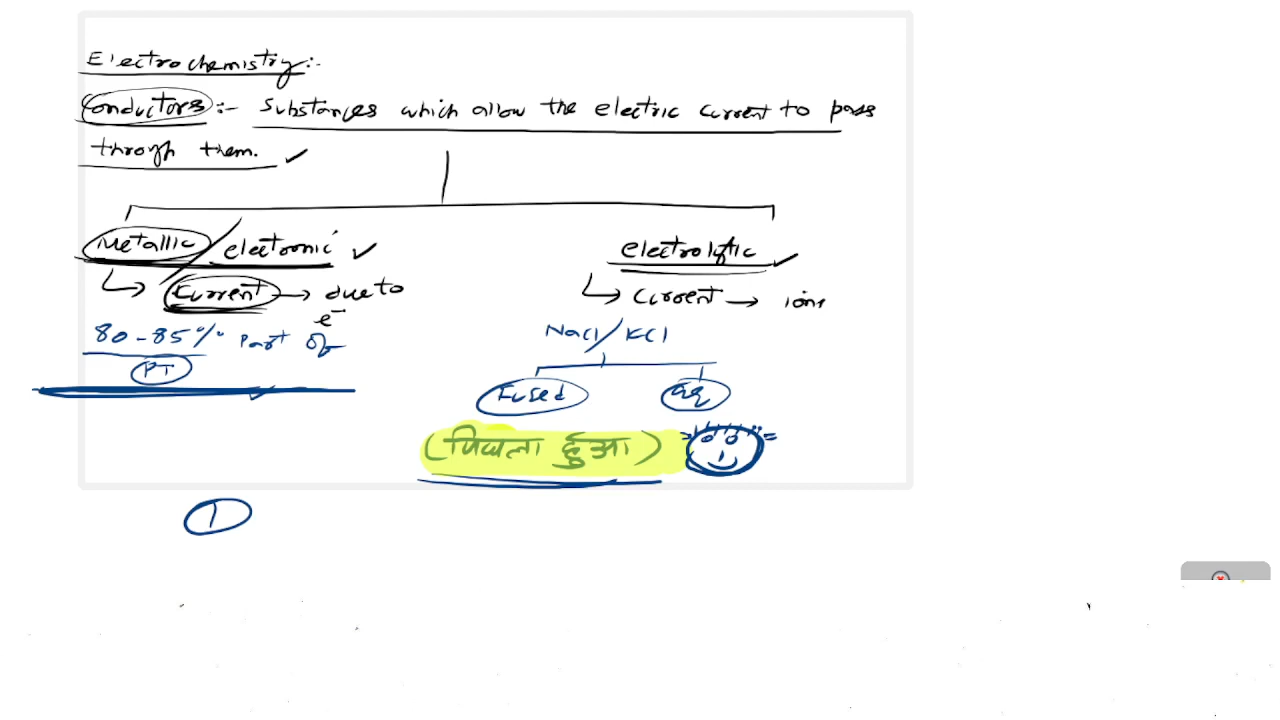 Electrochemistry:-
Conductors :- Substances which allow the electric current to pass
through them. ✓
Metallic / electronic ✓
electrolytic ✓
↳ Current → due to
e⁻
↳ Current → ions
80-85% Part of
PT
NaCl/KCl
Fused
aq
(पिघला हुआ)
1